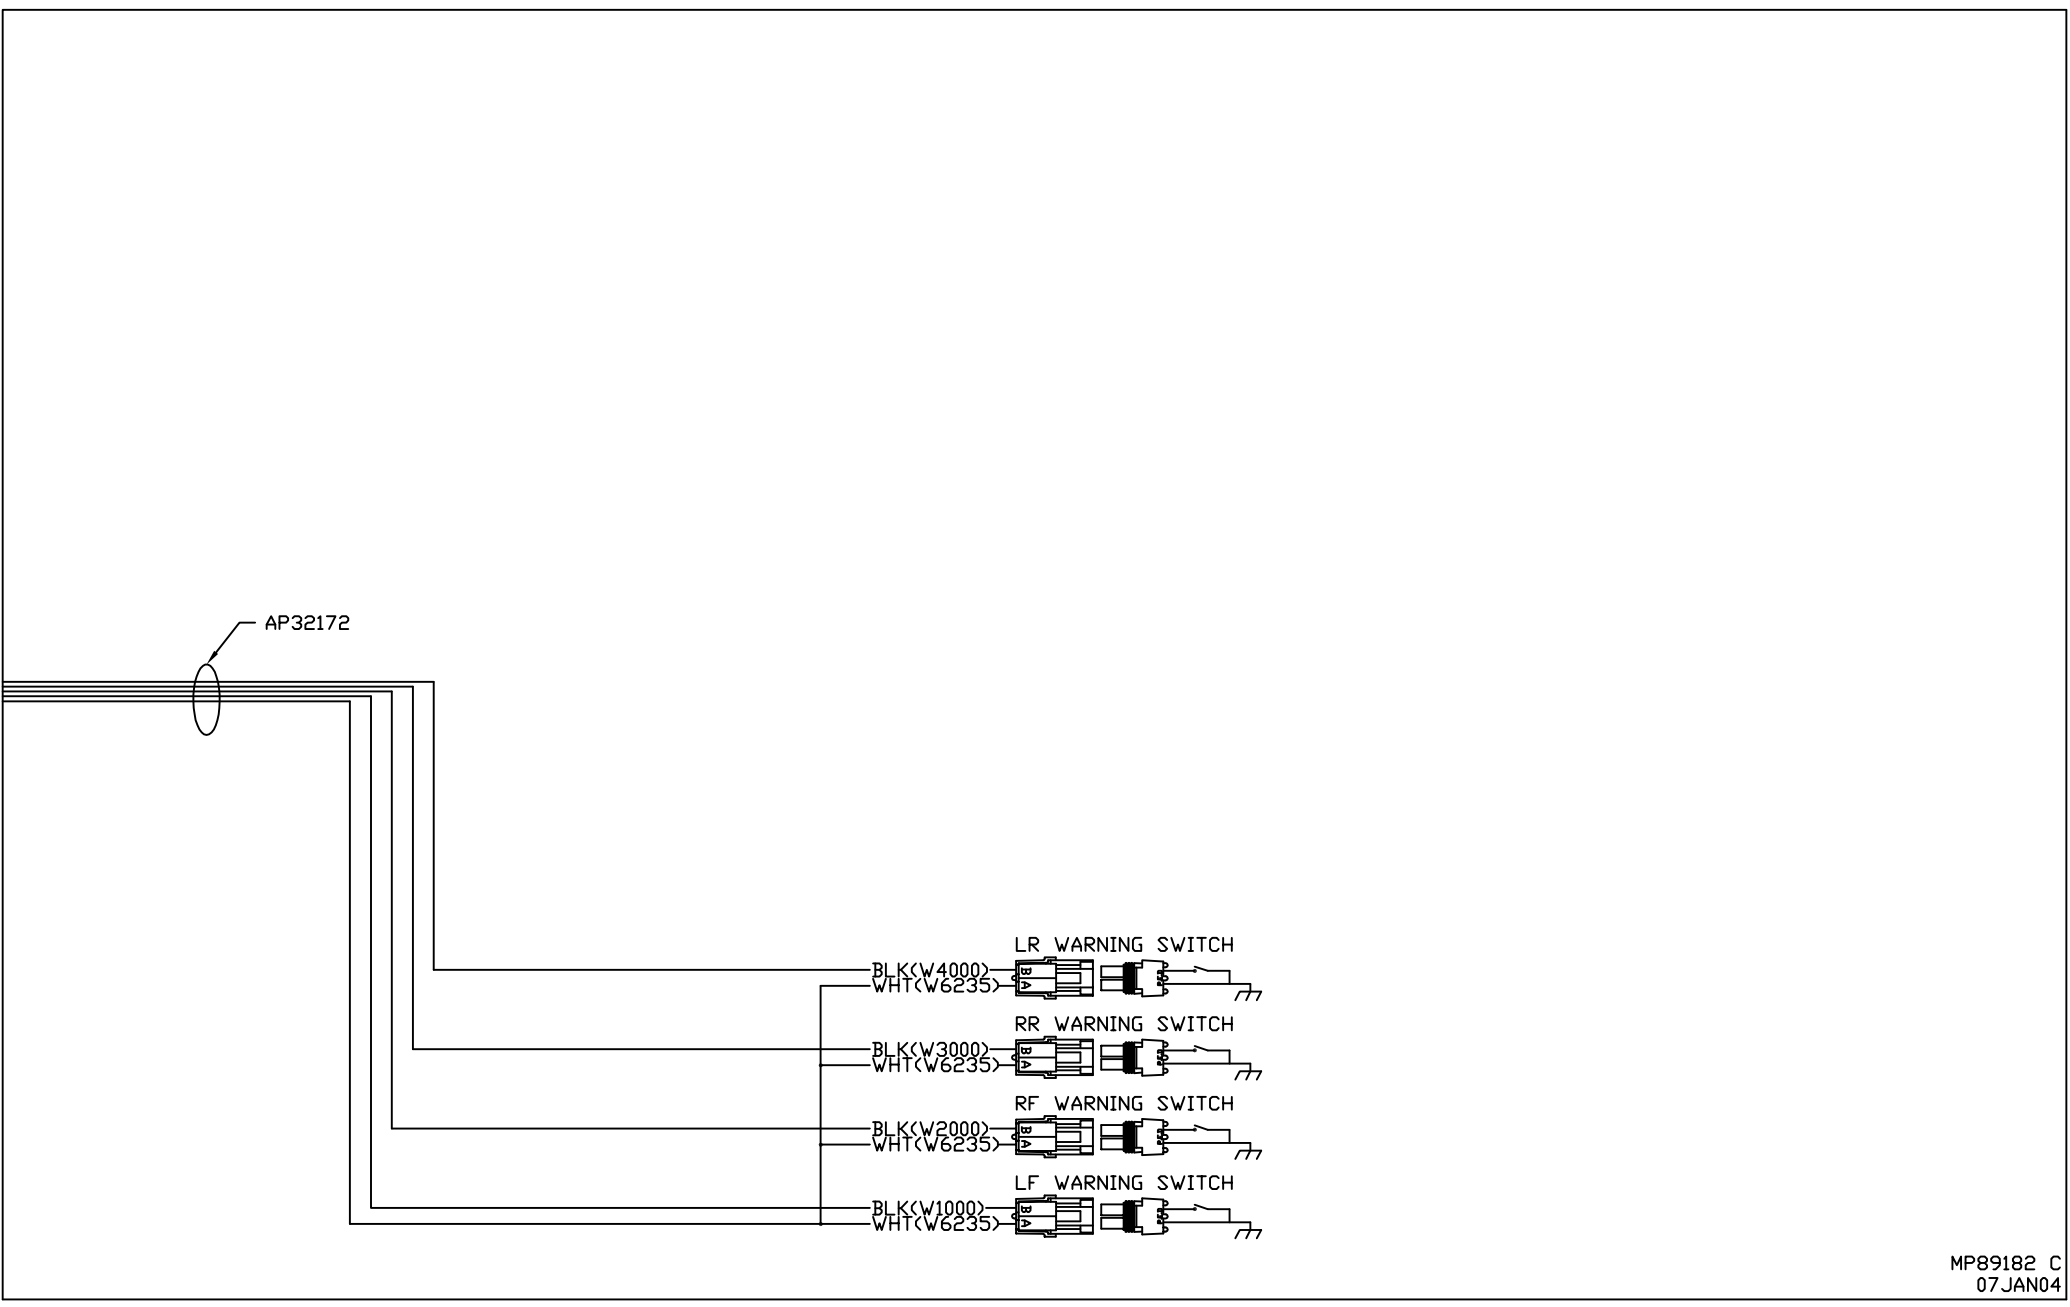 AP32172
LR WARNING SWITCH
BLK(W4000)
B
WHT(W6235)
A
RR WARNING SWITCH
BLK(W3000)
B
WHT(W6235)
A
RF WARNING SWITCH
BLK(W2000)
B
WHT(W6235)
A
LF WARNING SWITCH
BLK(W1000)
B
WHT(W6235)
A
MP89182 C
07JAN04